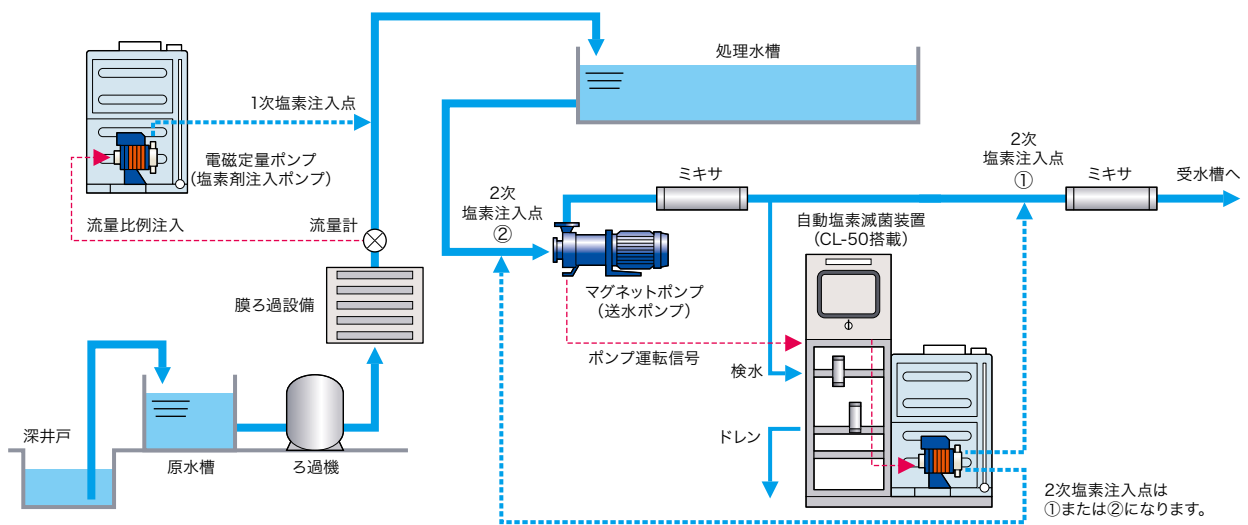 処理水槽
1次塩素注入点
電磁定量ポンプ
（塩素剤注入ポンプ）
流量比例注入
流量計
膜ろ過設備
深井戸
原水槽
ろ過機
2次
塩素注入点
②
ミキサ
マグネットポンプ
（送水ポンプ）
ポンプ運転信号
検水
ドレン
自動塩素滅菌装置
（CL-50搭載）
2次
塩素注入点
①
ミキサ
受水槽へ
2次塩素注入点は
①または②になります。